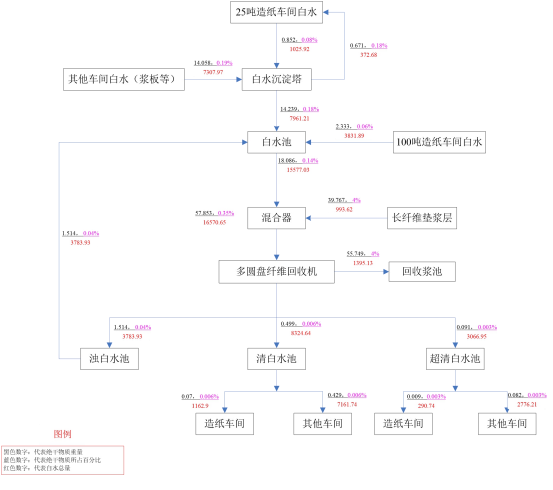 25吨造纸车间白水
0.852, 0.08%
1025.92
0.671, 0.18%
372.68
其他车间白水（浆板等）
14.058, 0.19%
7307.97
白水沉淀塔
14.239, 0.18%
7961.21
白水池
2.333, 0.06%
3831.89
100吨造纸车间白水
18.086, 0.14%
15577.03
57.853, 0.35%
16570.65
混合器
39.767, 4%
993.62
长纤维垫浆层
1.514, 0.04%
3783.93
多圆盘纤维回收机
55.749, 4%
1395.13
回收浆池
1.514, 0.04%
3783.93
0.499, 0.006%
8324.64
0.091, 0.003%
3066.95
浊白水池
清白水池
超清白水池
0.07, 0.006%
1162.9
0.429, 0.006%
7161.74
0.009, 0.003%
290.74
0.082, 0.003%
2776.21
造纸车间
其他车间
造纸车间
其他车间
图例
黑色数字：代表绝干物质重量
蓝色数字：代表绝干物质所占百分比
红色数字：代表白水总量